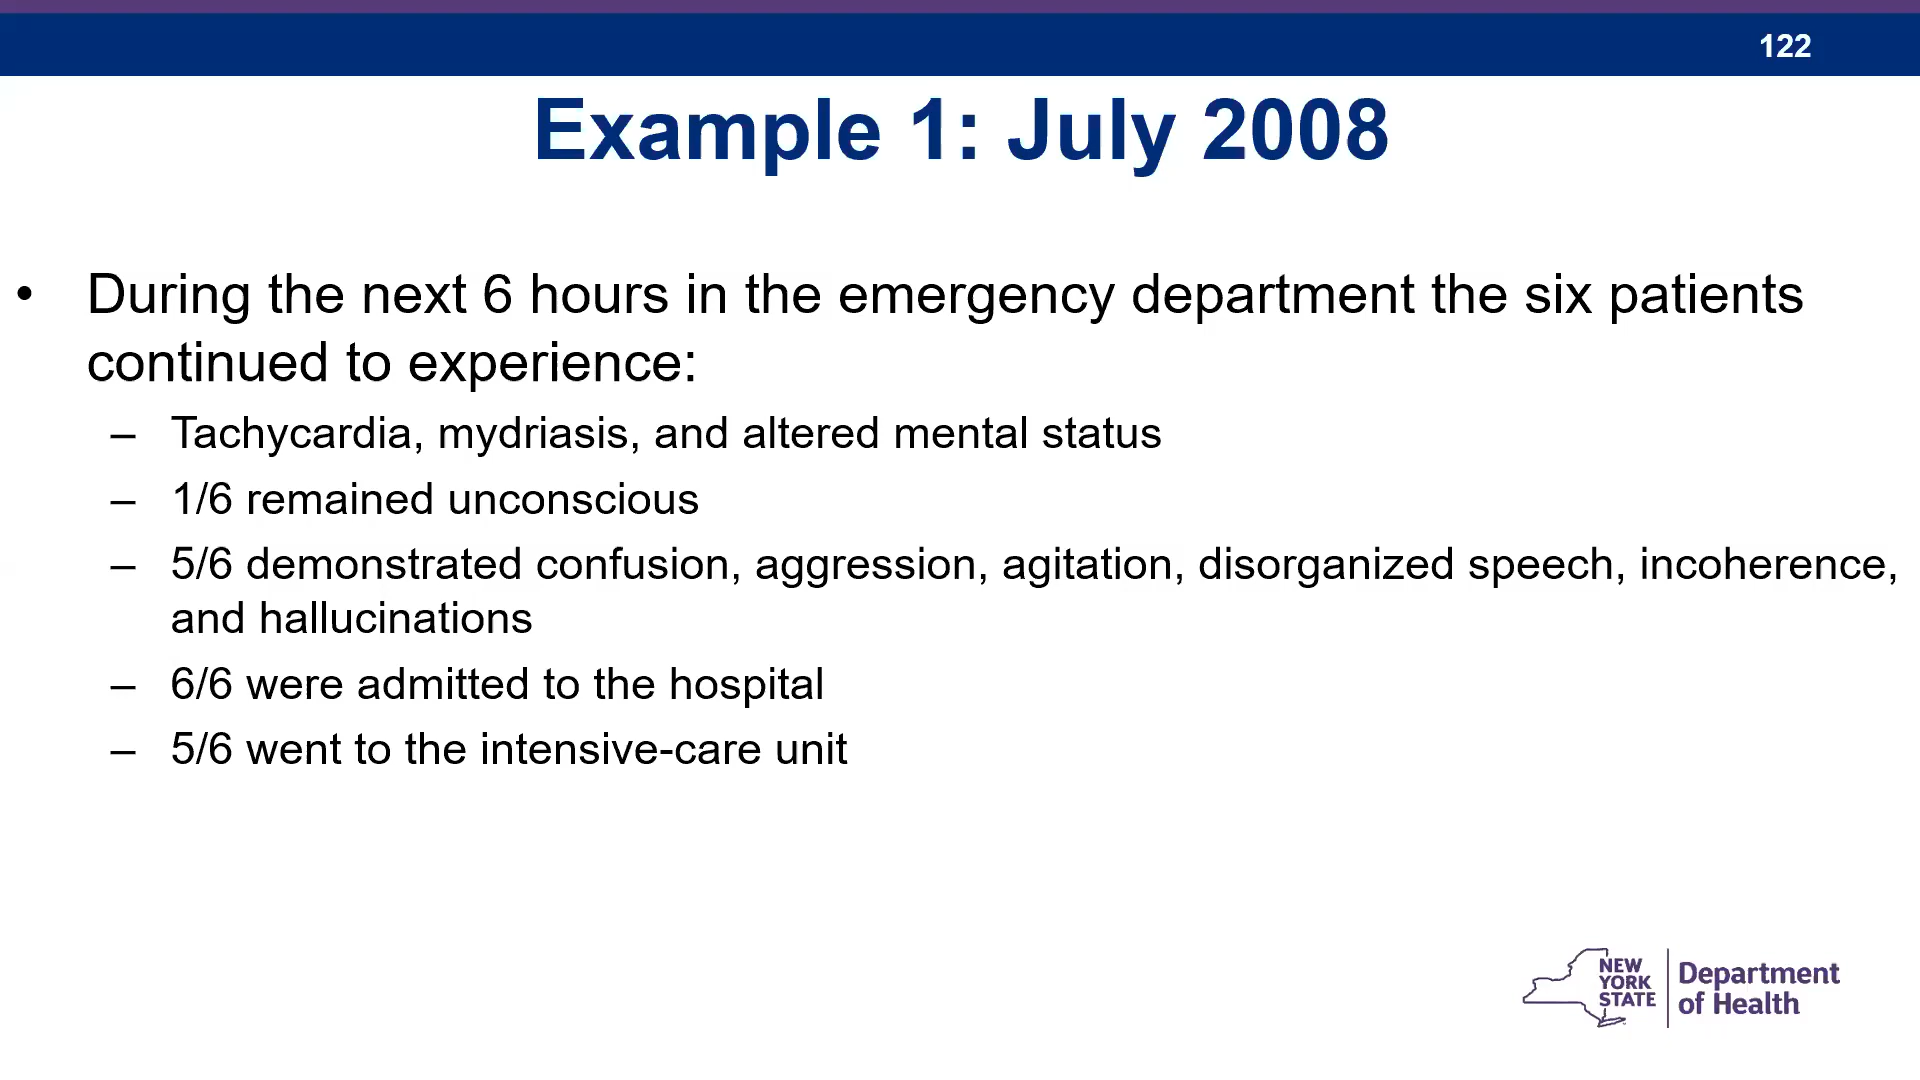 122
Example 1: July 2008
• During the next 6 hours in the emergency department the six patients
continued to experience:
– Tachycardia, mydriasis, and altered mental status
– 1/6 remained unconscious
– 5/6 demonstrated confusion, aggression, agitation, disorganized speech, incoherence,
and hallucinations
– 6/6 were admitted to the hospital
– 5/6 went to the intensive-care unit
NEW
YORK
STATE
Department
of Health